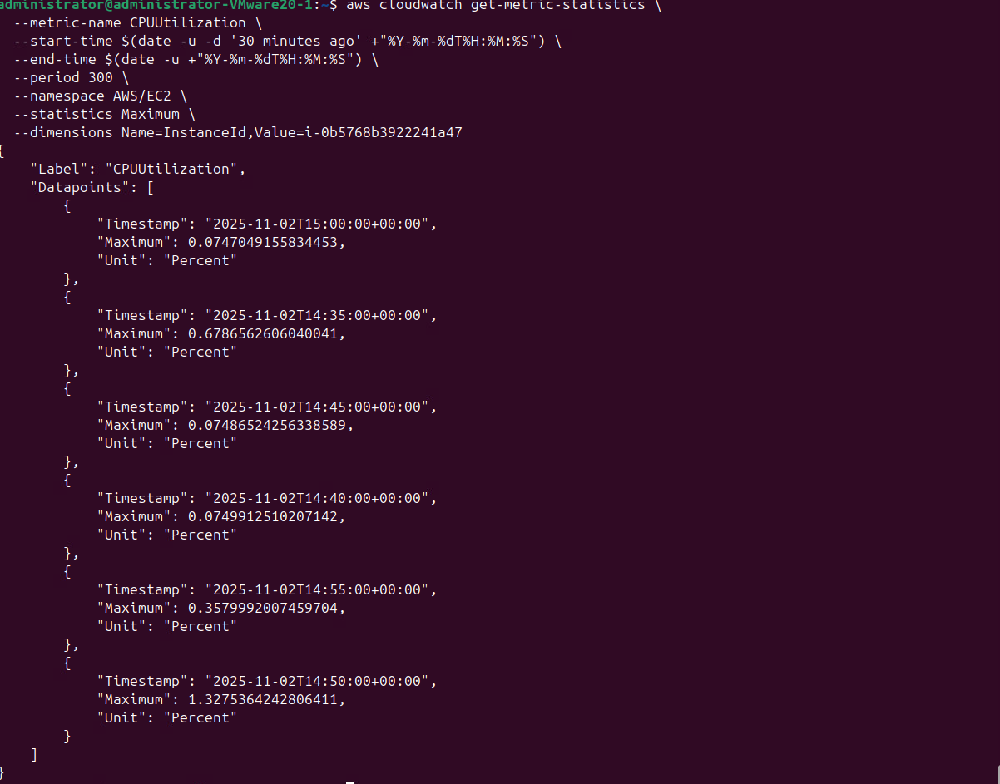 administrator@administrator-VMware20-1:~$ aws cloudwatch get-metric-statistics \
  --metric-name CPUUtilization \
  --start-time $(date -u -d '30 minutes ago' +"%Y-%m-%dT%H:%M:%S") \
  --end-time $(date -u +"%Y-%m-%dT%H:%M:%S") \
  --period 300 \
  --namespace AWS/EC2 \
  --statistics Maximum \
  --dimensions Name=InstanceId,Value=i-0b5768b3922241a47
{
    "Label": "CPUUtilization",
    "Datapoints": [
        {
            "Timestamp": "2025-11-02T15:00:00+00:00",
            "Maximum": 0.0747049155834453,
            "Unit": "Percent"
        },
        {
            "Timestamp": "2025-11-02T14:35:00+00:00",
            "Maximum": 0.6786562606040041,
            "Unit": "Percent"
        },
        {
            "Timestamp": "2025-11-02T14:45:00+00:00",
            "Maximum": 0.07486524256338589,
            "Unit": "Percent"
        },
        {
            "Timestamp": "2025-11-02T14:40:00+00:00",
            "Maximum": 0.0749912510207142,
            "Unit": "Percent"
        },
        {
            "Timestamp": "2025-11-02T14:55:00+00:00",
            "Maximum": 0.3579992007459704,
            "Unit": "Percent"
        },
        {
            "Timestamp": "2025-11-02T14:50:00+00:00",
            "Maximum": 1.3275364242806411,
            "Unit": "Percent"
        }
    ]
}